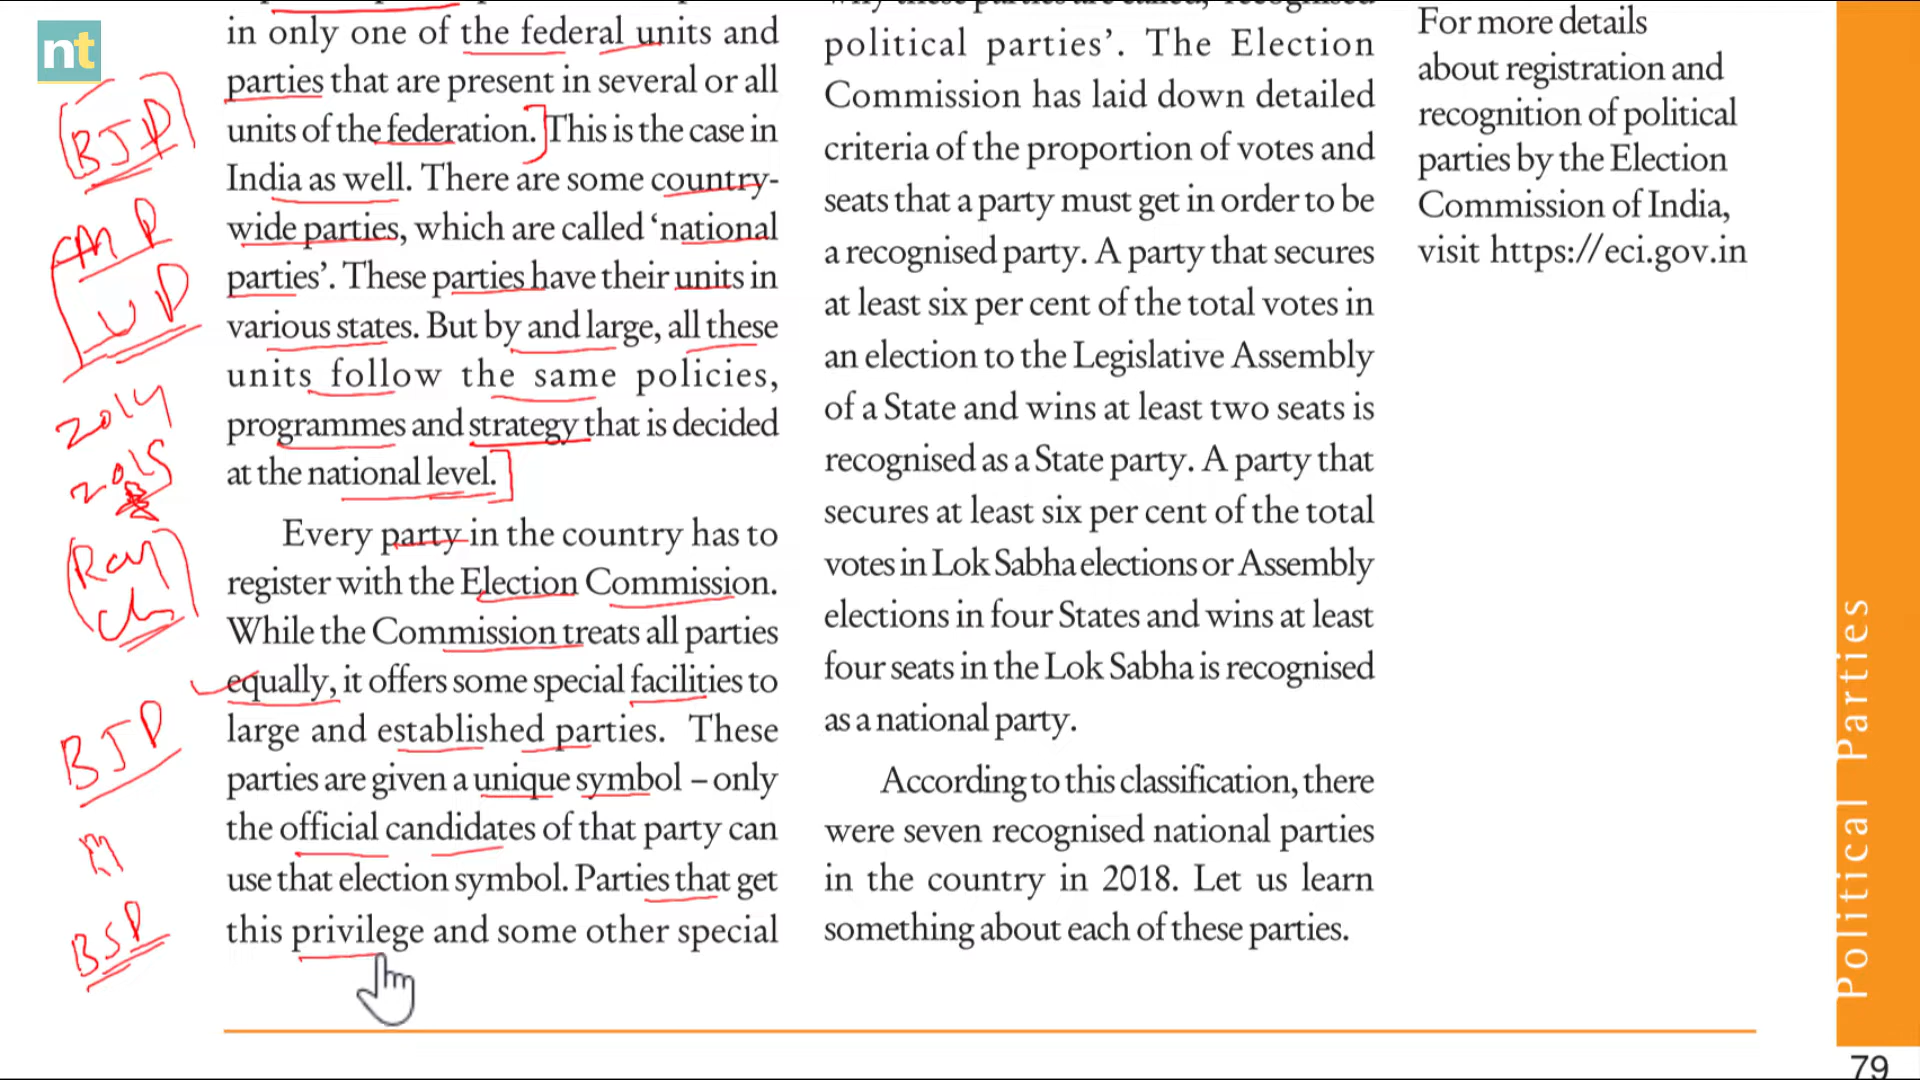 nt
in only one of the federal units and
parties that are present in several or all
units of the federation. This is the case in
India as well. There are some country-
wide parties, which are called ‘national
parties’. These parties have their units in
various states. But by and large, all these
units follow the same policies,
programmes and strategy that is decided
at the national level.
Every party in the country has to
register with the Election Commission.
While the Commission treats all parties
equally, it offers some special facilities to
large and established parties. These
parties are given a unique symbol – only
the official candidates of that party can
use that election symbol. Parties that get
this privilege and some other special
why these parties are called, ‘recognised
political parties’. The Election
Commission has laid down detailed
criteria of the proportion of votes and
seats that a party must get in order to be
a recognised party. A party that secures
at least six per cent of the total votes in
an election to the Legislative Assembly
of a State and wins at least two seats is
recognised as a State party. A party that
secures at least six per cent of the total
votes in Lok Sabha elections or Assembly
elections in four States and wins at least
four seats in the Lok Sabha is recognised
as a national party.
According to this classification, there
were seven recognised national parties
in the country in 2018. Let us learn
something about each of these parties.
For more details
about registration and
recognition of political
parties by the Election
Commission of India,
visit https://eci.gov.in
BJP
MP
UP
2014
2015
BJP
BSP
Political Parties
79